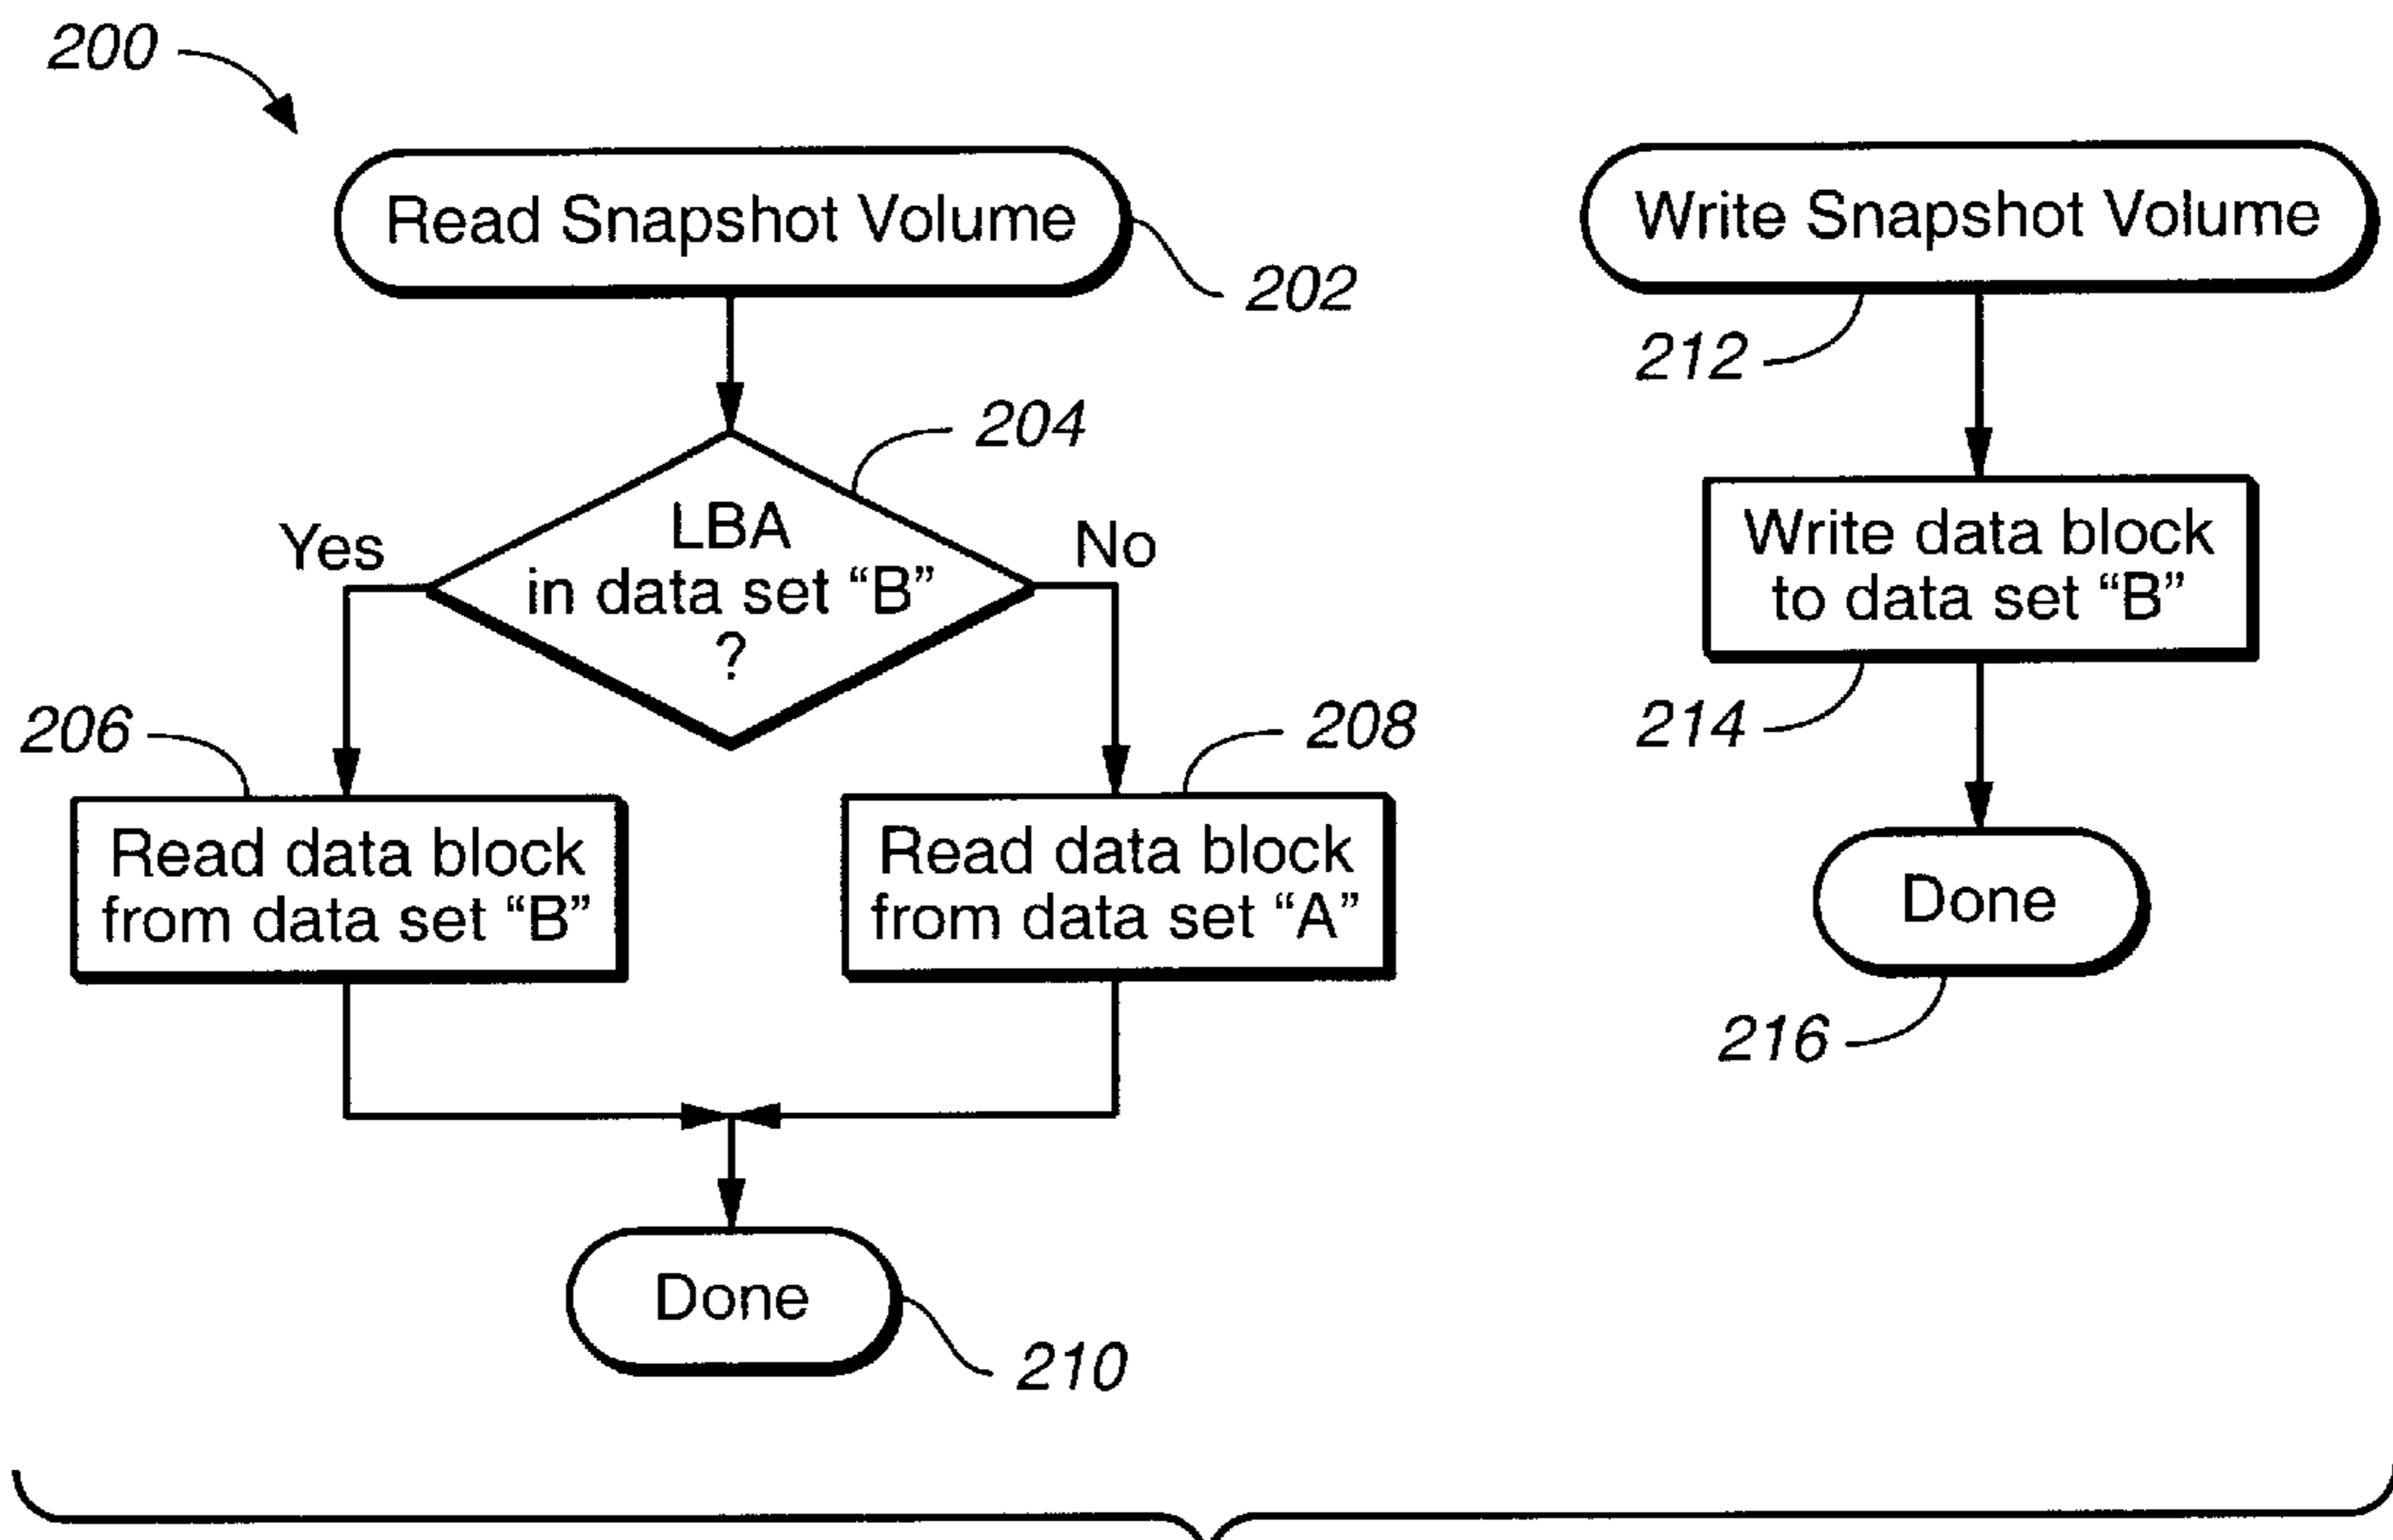 200
Read Snapshot Volume
202
204
LBA
in data set “B”
?
Yes
No
206
Read data block
from data set “B”
208
Read data block
from data set “A”
Done
210
Write Snapshot Volume
212
Write data block
to data set “B”
214
Done
216